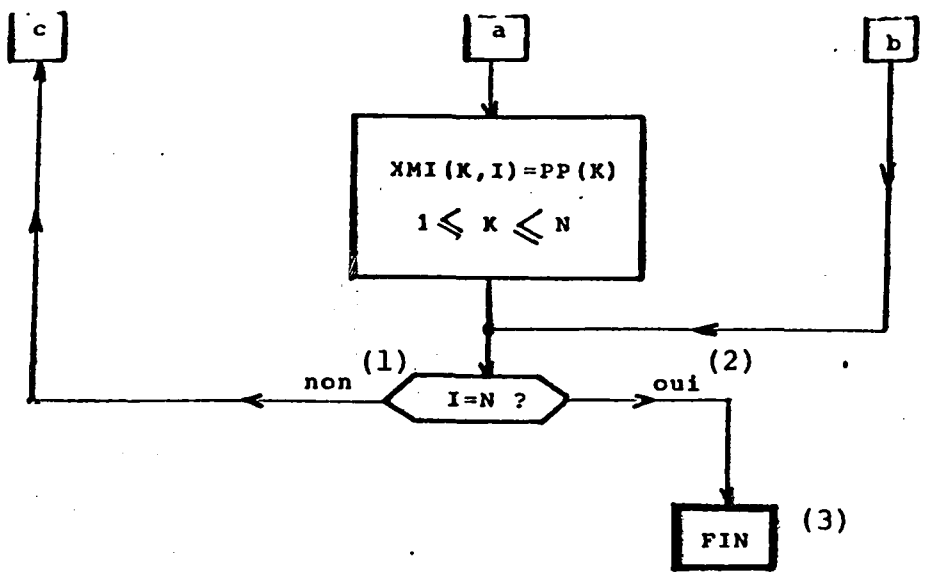 c
a
b
XMI(K,I)=PP(K)
1 ⩽ K ⩽ N
(1)
(2)
non
oui
I=N ?
FIN
(3)